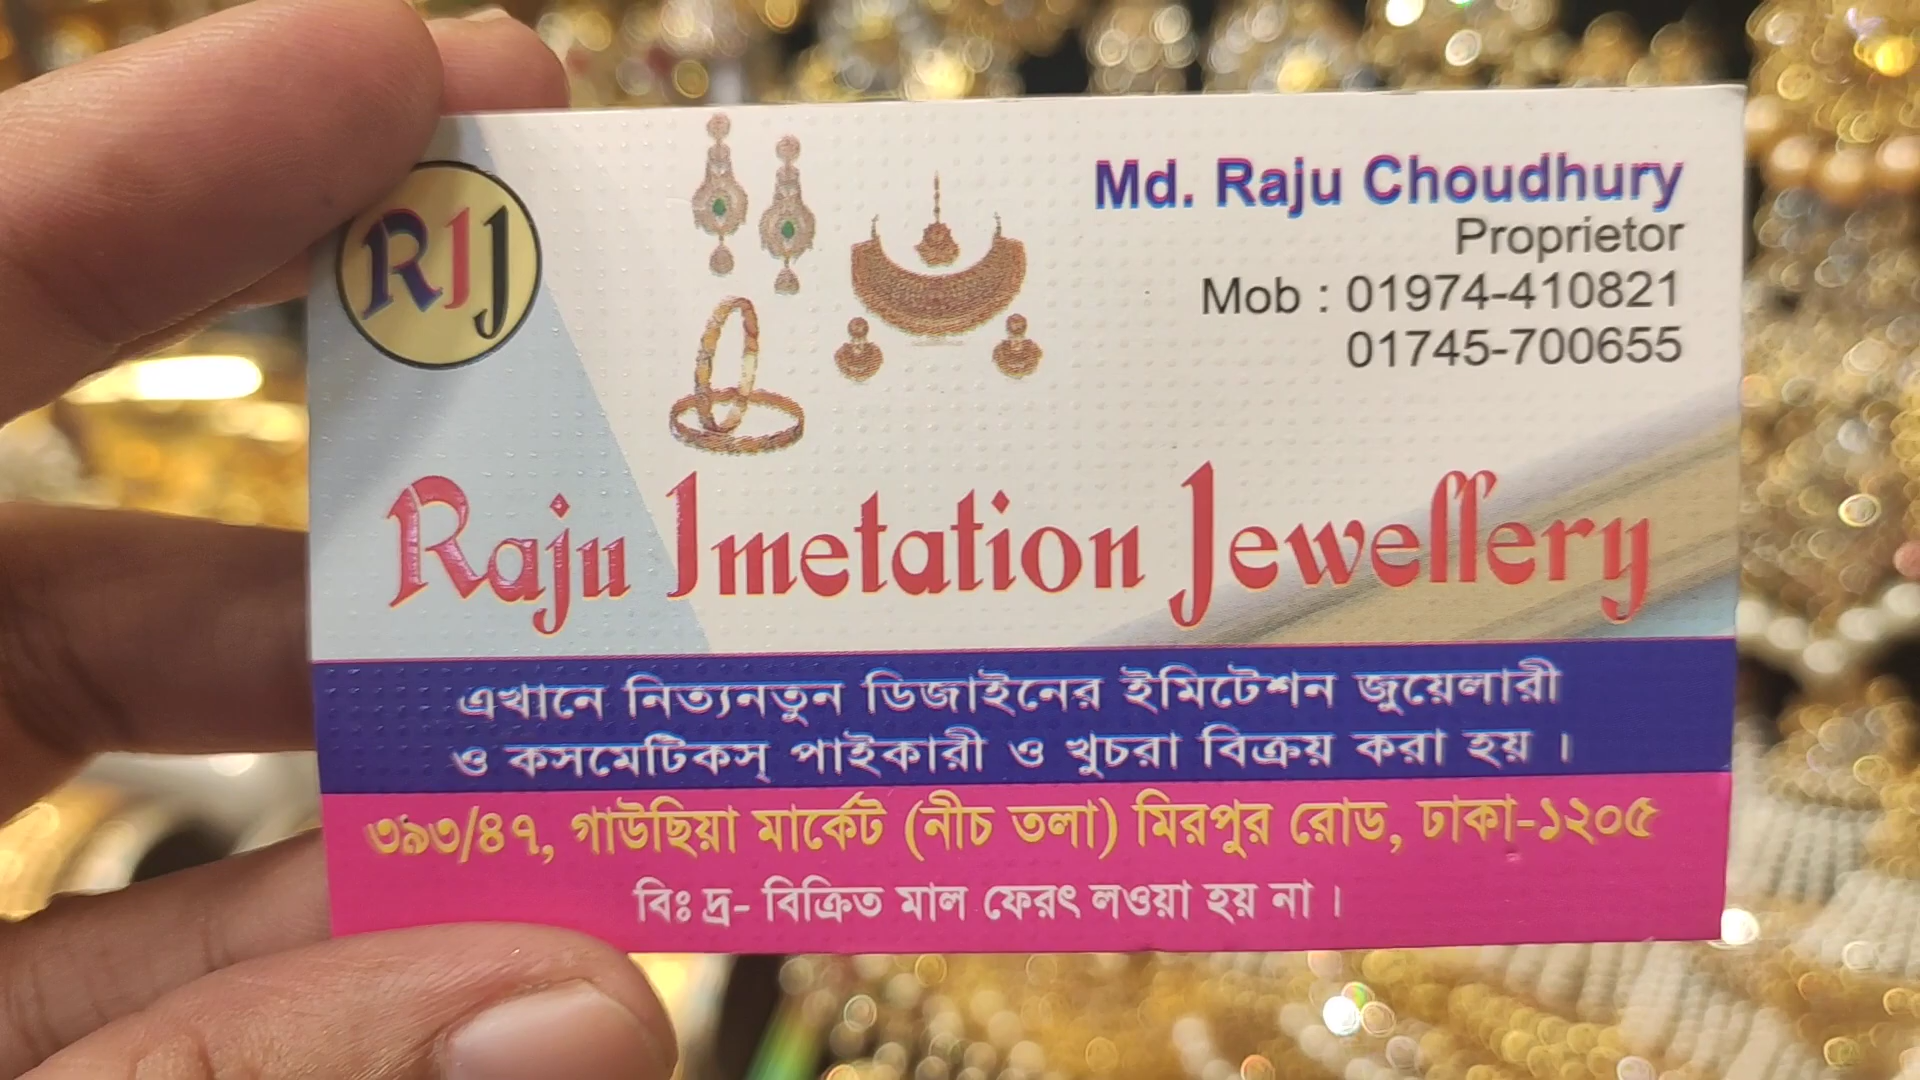 RIJ
Md. Raju Choudhury
Proprietor
Mob : 01974-410821
01745-700655
Raju Imetation Jewellery
এখানে নিত্যনতুন ডিজাইনের ইমিটেশন জুয়েলারী
ও কসমেটিকস্ পাইকারী ও খুচরা বিক্রয় করা হয় ।
৩৯৩/৪৭, গাউছিয়া মার্কেট (নীচ তলা) মিরপুর রোড, ঢাকা-১২০৫
বিঃ দ্র- বিক্রিত মাল ফেরৎ লওয়া হয় না ।